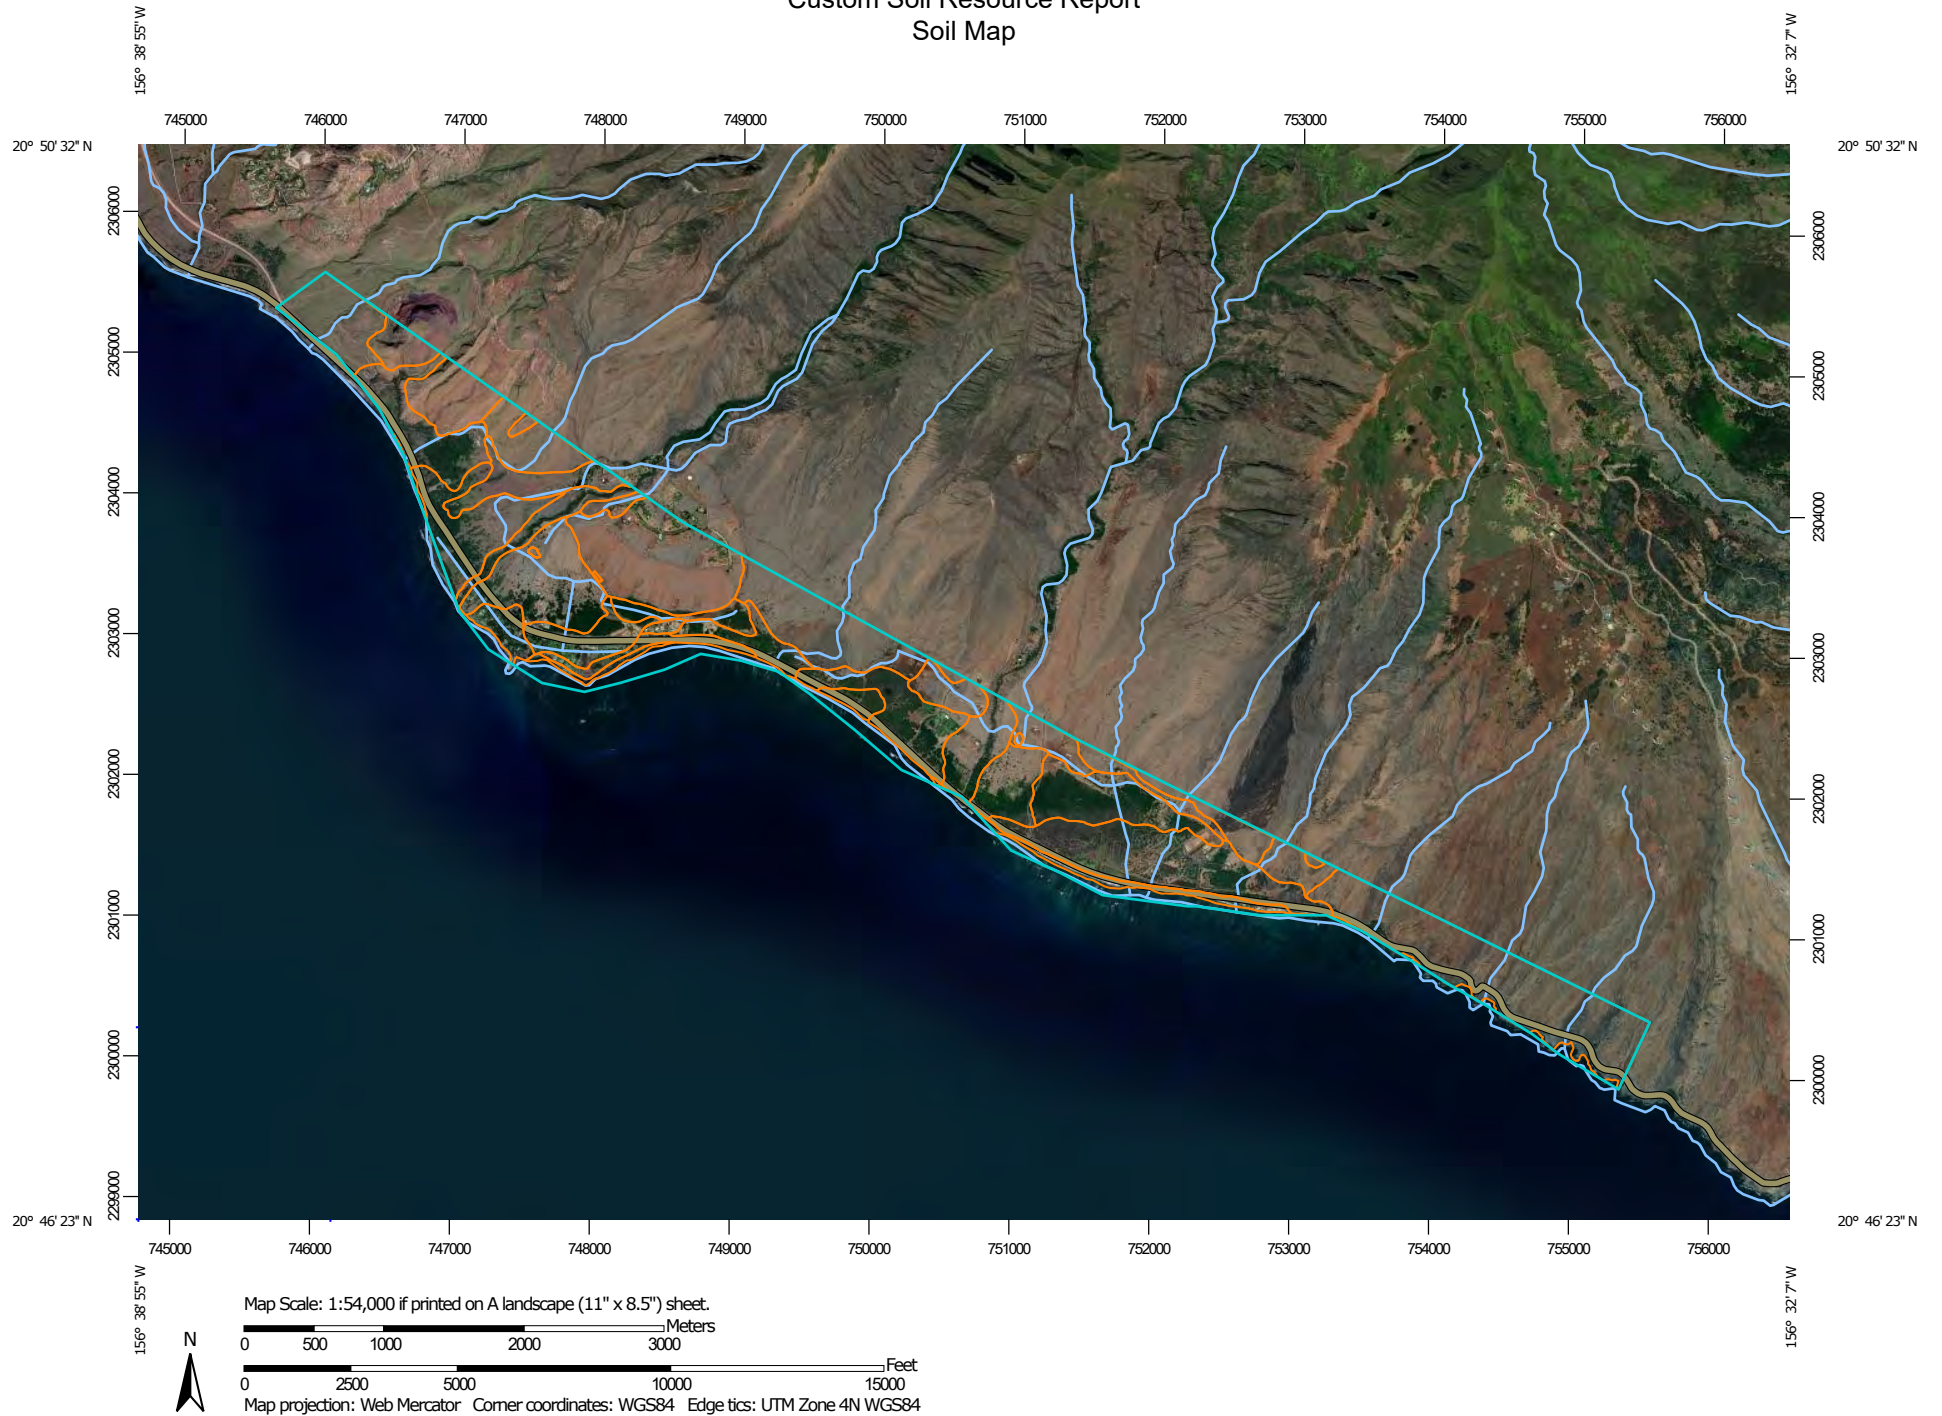 Custom Soil Resource Report
Soil Map
156° 38' 55" W
156° 32' 7" W
745000 746000 747000 748000 749000 750000 751000 752000 753000 754000 755000 756000
20° 50' 32" N
20° 50' 32" N
2306000
2305000
2304000
2303000
2302000
2301000
2300000
2299000
2306000
2305000
2304000
2303000
2302000
2301000
2300000
20° 46' 23" N
20° 46' 23" N
745000 746000 747000 748000 749000 750000 751000 752000 753000 754000 755000 756000
156° 38' 55" W
156° 32' 7" W
Map Scale: 1:54,000 if printed on A landscape (11" x 8.5") sheet.
Meters
0 500 1000 2000 3000
Feet
0 2500 5000 10000 15000
N
Map projection: Web Mercator Corner coordinates: WGS84 Edge tics: UTM Zone 4N WGS84